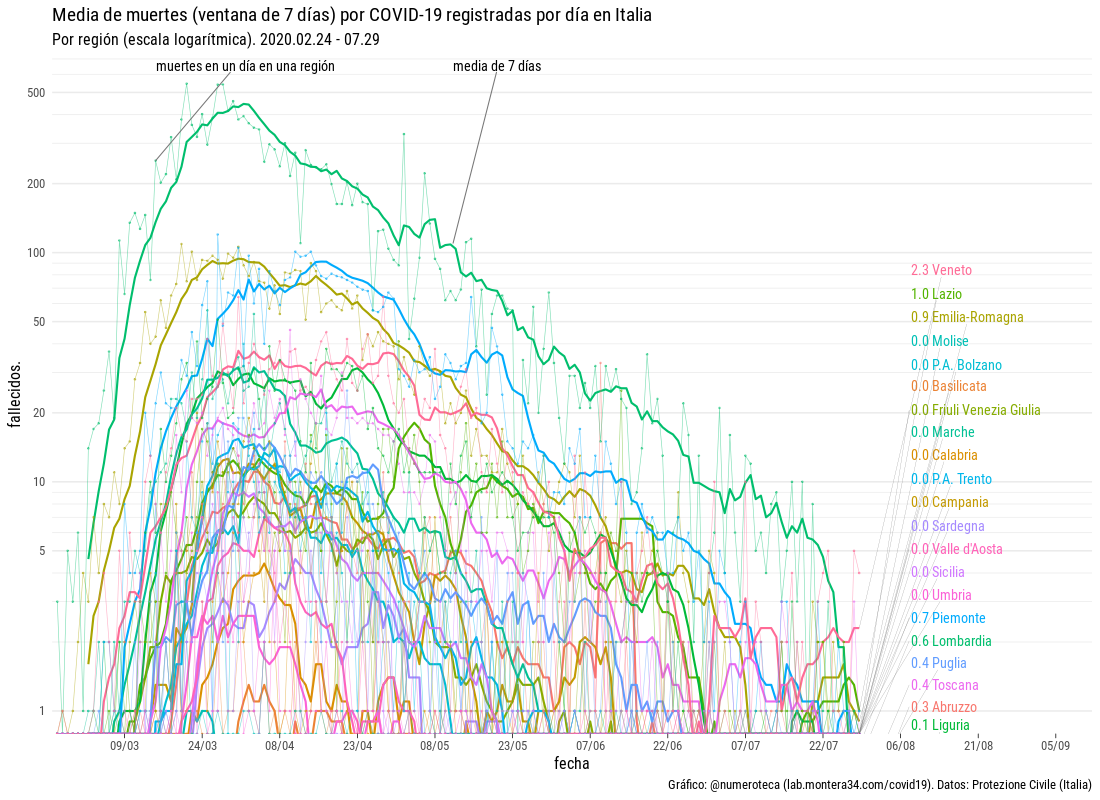 Media de muertes (ventana de 7 días) por COVID-19 registradas por día en Italia
Por región (escala logarítmica). 2020.02.24 - 07.29
muertes en un día en una región
media de 7 días
500
200
100
50
20
10
5
1
fallecidos.
2.3 Veneto
1.0 Lazio
0.9 Emilia-Romagna
0.0 Molise
0.0 P.A. Bolzano
0.0 Basilicata
0.0 Friuli Venezia Giulia
0.0 Marche
0.0 Calabria
0.0 P.A. Trento
0.0 Campania
0.0 Sardegna
0.0 Valle d'Aosta
0.0 Sicilia
0.0 Umbria
0.7 Piemonte
0.6 Lombardia
0.4 Puglia
0.4 Toscana
0.3 Abruzzo
0.1 Liguria
09/03 24/03 08/04 23/04 08/05 23/05 07/06 22/06 07/07 22/07 06/08 21/08 05/09
fecha
Gráfico: @numeroteca (lab.montera34.com/covid19). Datos: Protezione Civile (Italia)